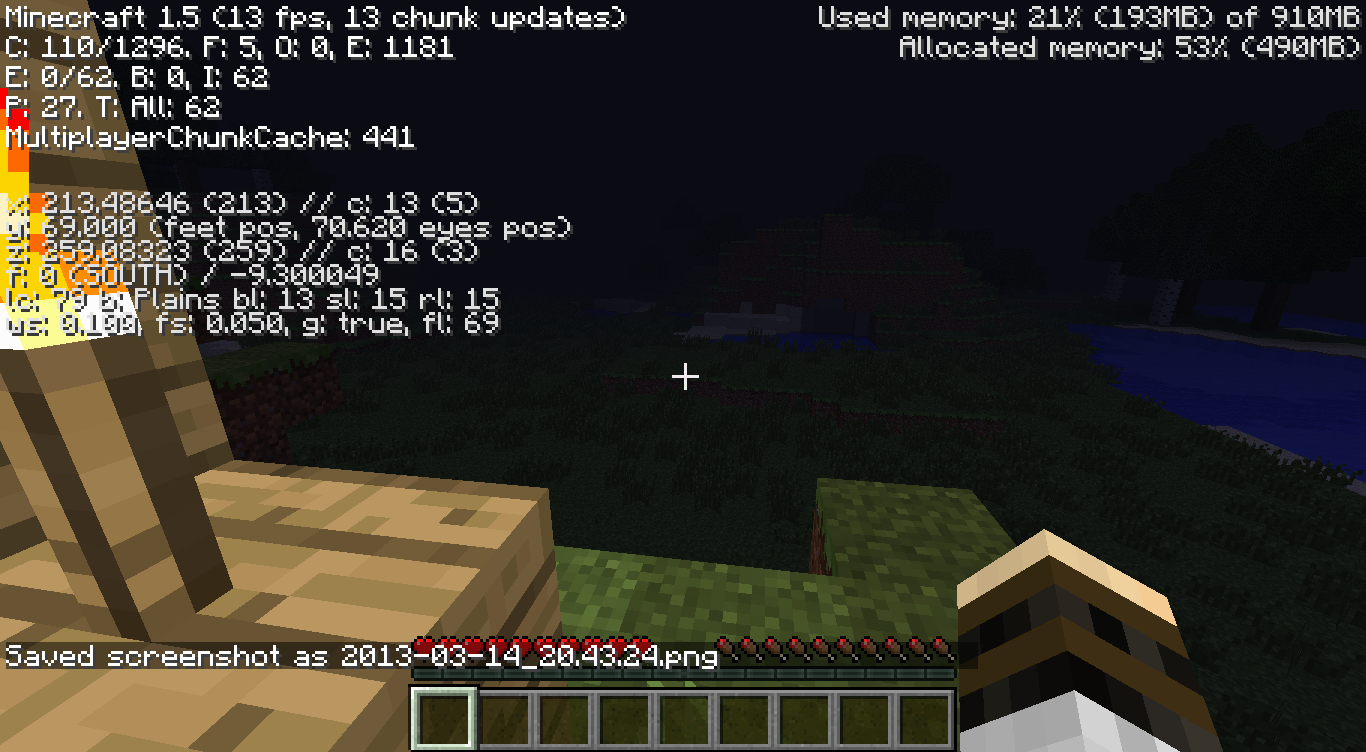 Minecraft 1.5 (13 fps, 13 chunk updates)
Used memory: 21% (193MB) of 910MB
C: 110/1296. F: 5, O: 0, E: 1181
Allocated memory: 53% (490MB)
E: 0/62. B: 0, I: 62
P: 27. T: All: 62
MultiplayerChunkCache: 441
x: 213.48646 (213) // c: 13 (5)
y: 69.000 (feet pos, 70.620 eyes pos)
z: 259.08323 (259) // c: 16 (3)
f: 0 (SOUTH) / -9.300049
lc: 79 b: Plains bl: 13 sl: 15 rl: 15
ws: 0.100, fs: 0.050, g: true, fl: 69
Saved screenshot as 2013-03-14_20.43.24.png